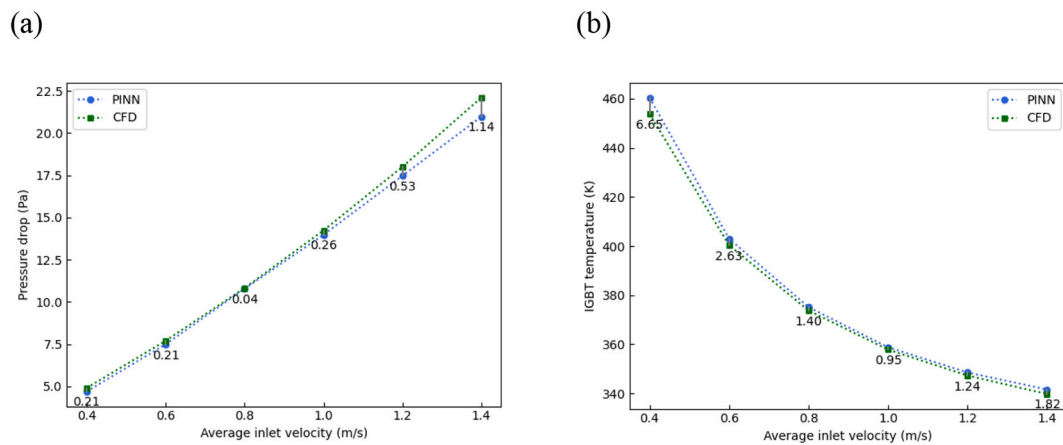 (a)
(b)
22.5
20.0
17.5
15.0
12.5
10.0
7.5
5.0
Pressure drop (Pa)
PINN
CFD
0.21
0.21
0.04
0.26
0.53
1.14
0.4 0.6 0.8 1.0 1.2 1.4
Average inlet velocity (m/s)
460
440
420
400
380
360
340
IGBT temperature (K)
PINN
CFD
6.65
2.63
1.40
0.95
1.24
1.82
0.4 0.6 0.8 1.0 1.2 1.4
Average inlet velocity (m/s)